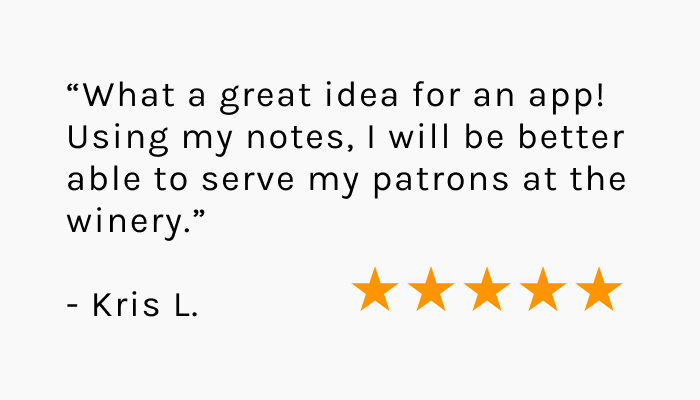 “What a great idea for an app!
Using my notes, I will be better
able to serve my patrons at the
winery.”
- Kris L.